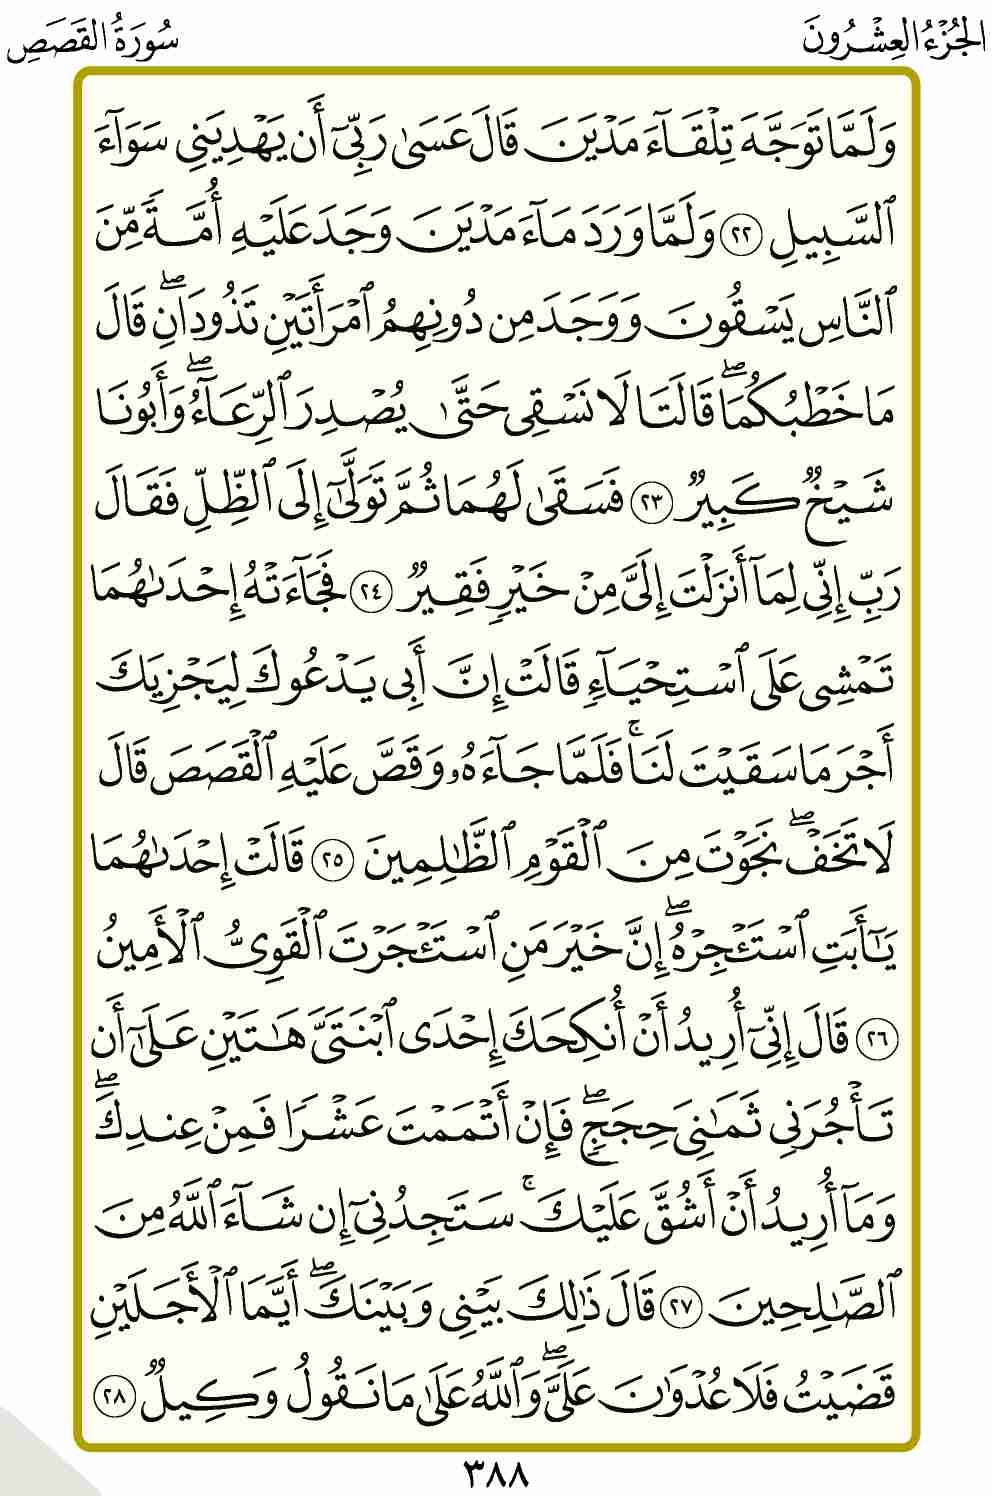 الجُزْءُ العِشْرُونَ
سُورَةُ القَصَصِ
وَلَمَّا تَوَجَّهَ تِلْقَآءَ مَدْيَنَ قَالَ عَسَىٰ رَبِّىٓ أَن يَهْدِيَنِى سَوَآءَ
ٱلسَّبِيلِ ٢٢ وَلَمَّا وَرَدَ مَآءَ مَدْيَنَ وَجَدَ عَلَيْهِ أُمَّةً مِّنَ
ٱلنَّاسِ يَسْقُونَ وَوَجَدَ مِن دُونِهِمُ ٱمْرَأَتَيْنِ تَذُودَانِۖ قَالَ
مَا خَطْبُكُمَاۖ قَالَتَا لَا نَسْقِى حَتَّىٰ يُصْدِرَ ٱلرِّعَآءُۖ وَأَبُونَا
شَيْخٌ كَبِيرٌ ٢٣ فَسَقَىٰ لَهُمَا ثُمَّ تَوَلَّىٰٓ إِلَى ٱلظِّلِّ فَقَالَ
رَبِّ إِنِّى لِمَآ أَنزَلْتَ إِلَىَّ مِنْ خَيْرٍ فَقِيرٌ ٢٤ فَجَآءَتْهُ إِحْدَىٰهُمَا
تَمْشِى عَلَى ٱسْتِحْيَآءٍ قَالَتْ إِنَّ أَبِى يَدْعُوكَ لِيَجْزِيَكَ
أَجْرَ مَا سَقَيْتَ لَنَاۚ فَلَمَّا جَآءَهُۥ وَقَصَّ عَلَيْهِ ٱلْقَصَصَ قَالَ
لَا تَخَفْۖ نَجَوْتَ مِنَ ٱلْقَوْمِ ٱلظَّٰلِمِينَ ٢٥ قَالَتْ إِحْدَىٰهُمَا
يَٰٓأَبَتِ ٱسْتَـْٔجِرْهُۖ إِنَّ خَيْرَ مَنِ ٱسْتَـْٔجَرْتَ ٱلْقَوِىُّ ٱلْأَمِينُ
٢٦ قَالَ إِنِّىٓ أُرِيدُ أَنْ أُنكِحَكَ إِحْدَى ٱبْنَتَىَّ هَٰتَيْنِ عَلَىٰٓ أَن
تَأْجُرَنِى ثَمَٰنِىَ حِجَجٍۖ فَإِنْ أَتْمَمْتَ عَشْرًا فَمِنْ عِندِكَۖ
وَمَآ أُرِيدُ أَنْ أَشُقَّ عَلَيْكَۚ سَتَجِدُنِىٓ إِن شَآءَ ٱللَّهُ مِنَ
ٱلصَّٰلِحِينَ ٢٧ قَالَ ذَٰلِكَ بَيْنِى وَبَيْنَكَۖ أَيَّمَا ٱلْأَجَلَيْنِ
قَضَيْتُ فَلَا عُدْوَٰنَ عَلَىَّۖ وَٱللَّهُ عَلَىٰ مَا نَقُولُ وَكِيلٌ ٢٨
٣٨٨